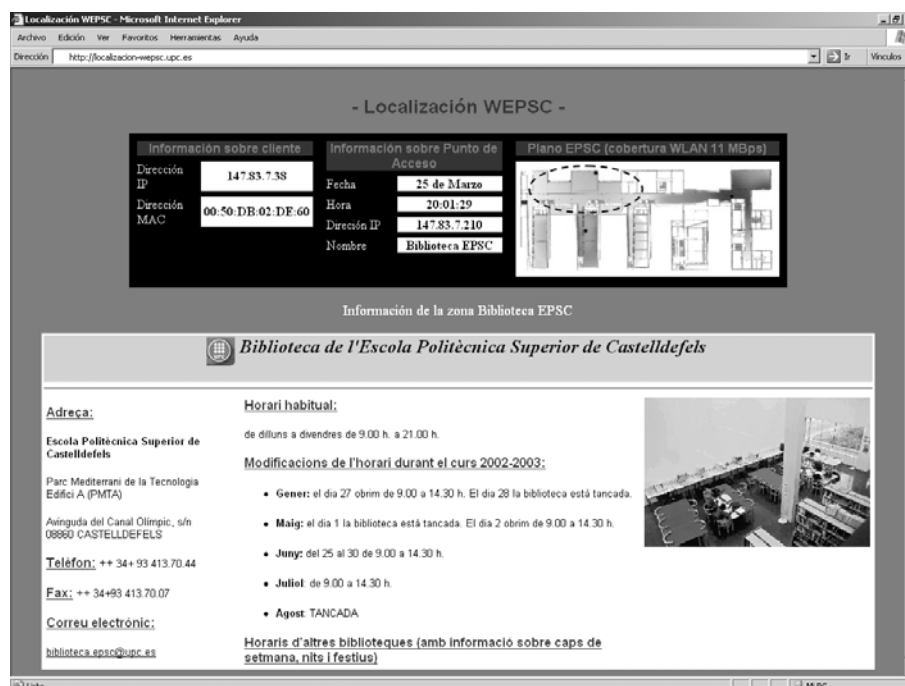 Localización WEPSC - Microsoft Internet Explorer
Archivo Edición Ver Favoritos Herramientas Ayuda
Dirección http://localizacion-wepsc.upc.es Ir Vínculos
- Localización WEPSC -
Información sobre cliente
Dirección IP 147.83.7.38
Dirección MAC 00:50:DB:02:DE:60
Información sobre Punto de Acceso
Fecha 25 de Marzo
Hora 20:01:29
Direción IP 147.83.7.210
Nombre Biblioteca EPSC
Plano EPSC (cobertura WLAN 11 MBps)
Información de la zona Biblioteca EPSC
Biblioteca de l'Escola Politècnica Superior de Castelldefels
Adreça:
Escola Politècnica Superior de
Castelldefels
Parc Mediterrani de la Tecnologia
Edifici A (PMTA)
Avinguda del Canal Olímpic, s/n
08860 CASTELLDEFELS
Telèfon: ++ 34+ 93 413.70.44
Fax: ++ 34+93 413.70.07
Correu electrònic:
biblioteca.epsc@upc.es
Horari habitual:
de dilluns a divendres de 9.00 h. a 21.00 h.
Modificacions de l'horari durant el curs 2002-2003:
• Gener: el dia 27 obrim de 9.00 a 14.30 h. El dia 28 la biblioteca està tancada.
• Maig: el dia 1 la biblioteca està tancada. El dia 2 obrim de 9.00 a 14.30 h.
• Juny: del 25 al 30 de 9.00 a 14.30 h.
• Juliol: de 9.00 a 14.30 h.
• Agost: TANCADA
Horaris d'altres biblioteques (amb informació sobre caps de
setmana, nits i festius)